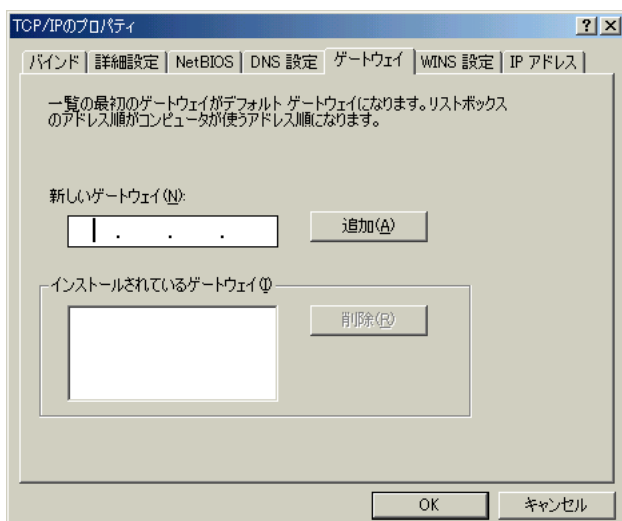 TCP/IPのプロパティ
? ×
バインド 詳細設定 NetBIOS DNS 設定 ゲートウェイ WINS 設定 IP アドレス
一覧の最初のゲートウェイがデフォルト ゲートウェイになります。リストボックス
のアドレス順がコンピュータが使うアドレス順になります。
新しいゲートウェイ(N):
. . .
追加(A)
インストールされているゲートウェイ(I)
削除(R)
OK キャンセル